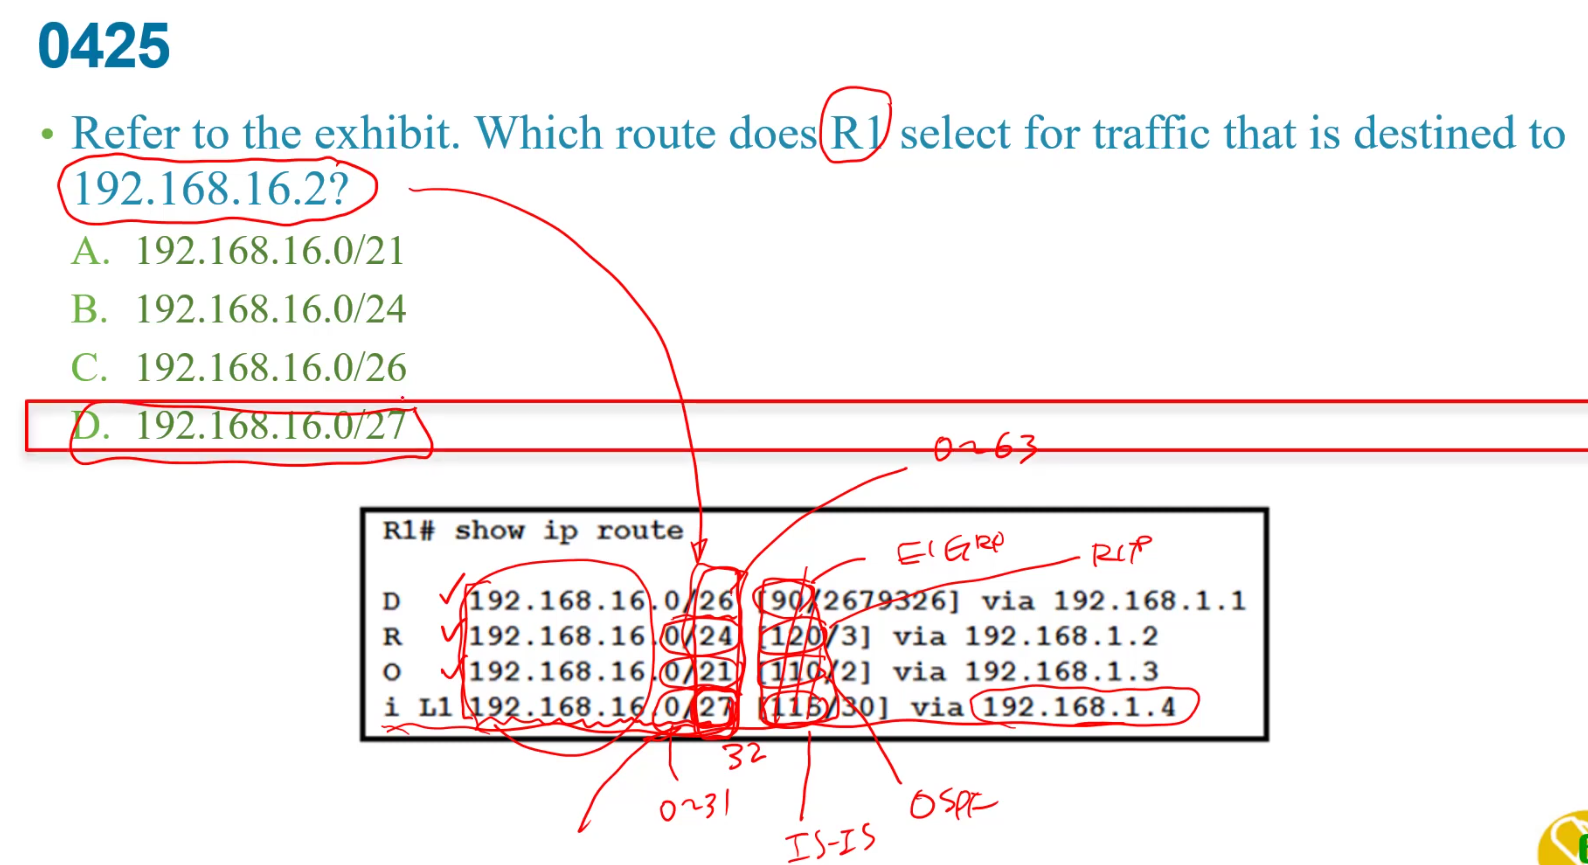 0425
• Refer to the exhibit. Which route does R1 select for traffic that is destined to
192.168.16.2?
A. 192.168.16.0/21
B. 192.168.16.0/24
C. 192.168.16.0/26
D. 192.168.16.0/27
0~63
R1# show ip route
EIGRP
RIP
D 192.168.16.0/26 [90/2679326] via 192.168.1.1
R 192.168.16.0/24 [120/3] via 192.168.1.2
O 192.168.16.0/21 [110/2] via 192.168.1.3
i L1 192.168.16.0/27 [115/30] via 192.168.1.4
32
0~31
OSPF
IS-IS